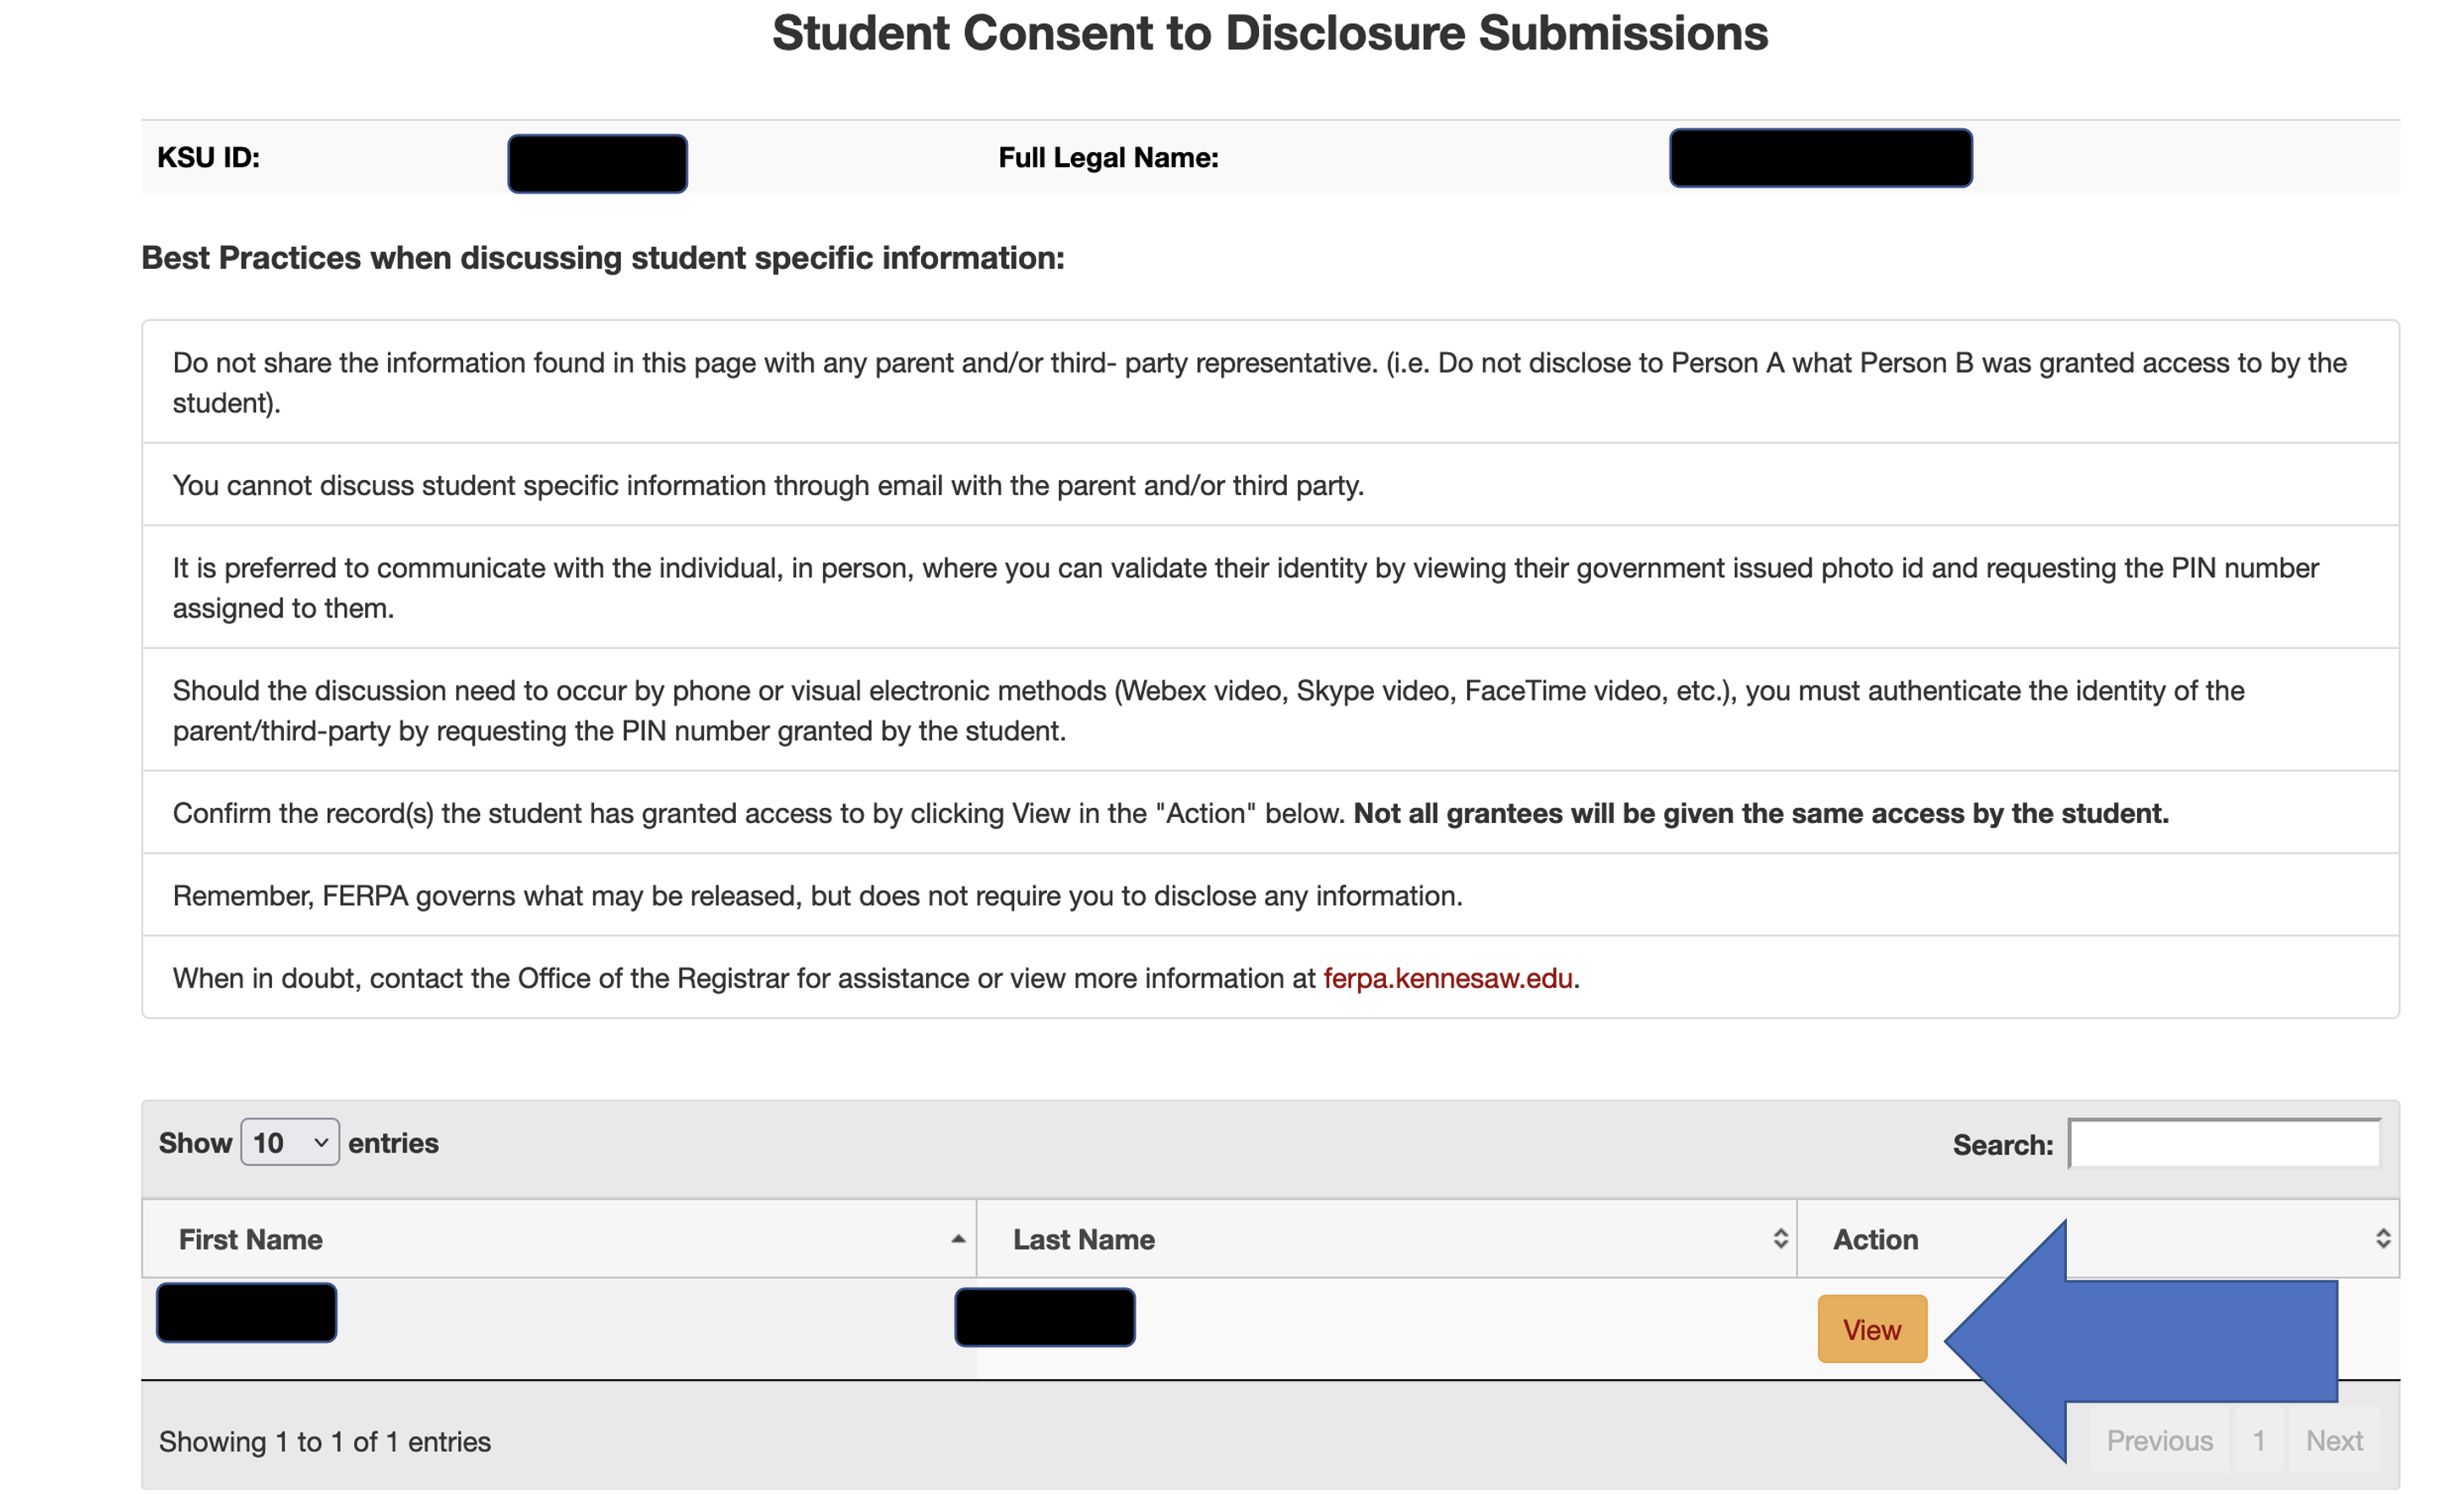 Student Consent to Disclosure Submissions
KSU ID: Full Legal Name:
Best Practices when discussing student specific information:
Do not share the information found in this page with any parent and/or third- party representative. (i.e. Do not disclose to Person A what Person B was granted access to by the
student).
You cannot discuss student specific information through email with the parent and/or third party.
It is preferred to communicate with the individual, in person, where you can validate their identity by viewing their government issued photo id and requesting the PIN number
assigned to them.
Should the discussion need to occur by phone or visual electronic methods (Webex video, Skype video, FaceTime video, etc.), you must authenticate the identity of the
parent/third-party by requesting the PIN number granted by the student.
Confirm the record(s) the student has granted access to by clicking View in the "Action" below. Not all grantees will be given the same access by the student.
Remember, FERPA governs what may be released, but does not require you to disclose any information.
When in doubt, contact the Office of the Registrar for assistance or view more information at ferpa.kennesaw.edu.
Show 10 entries Search:
First Name Last Name Action
View
Showing 1 to 1 of 1 entries Previous 1 Next